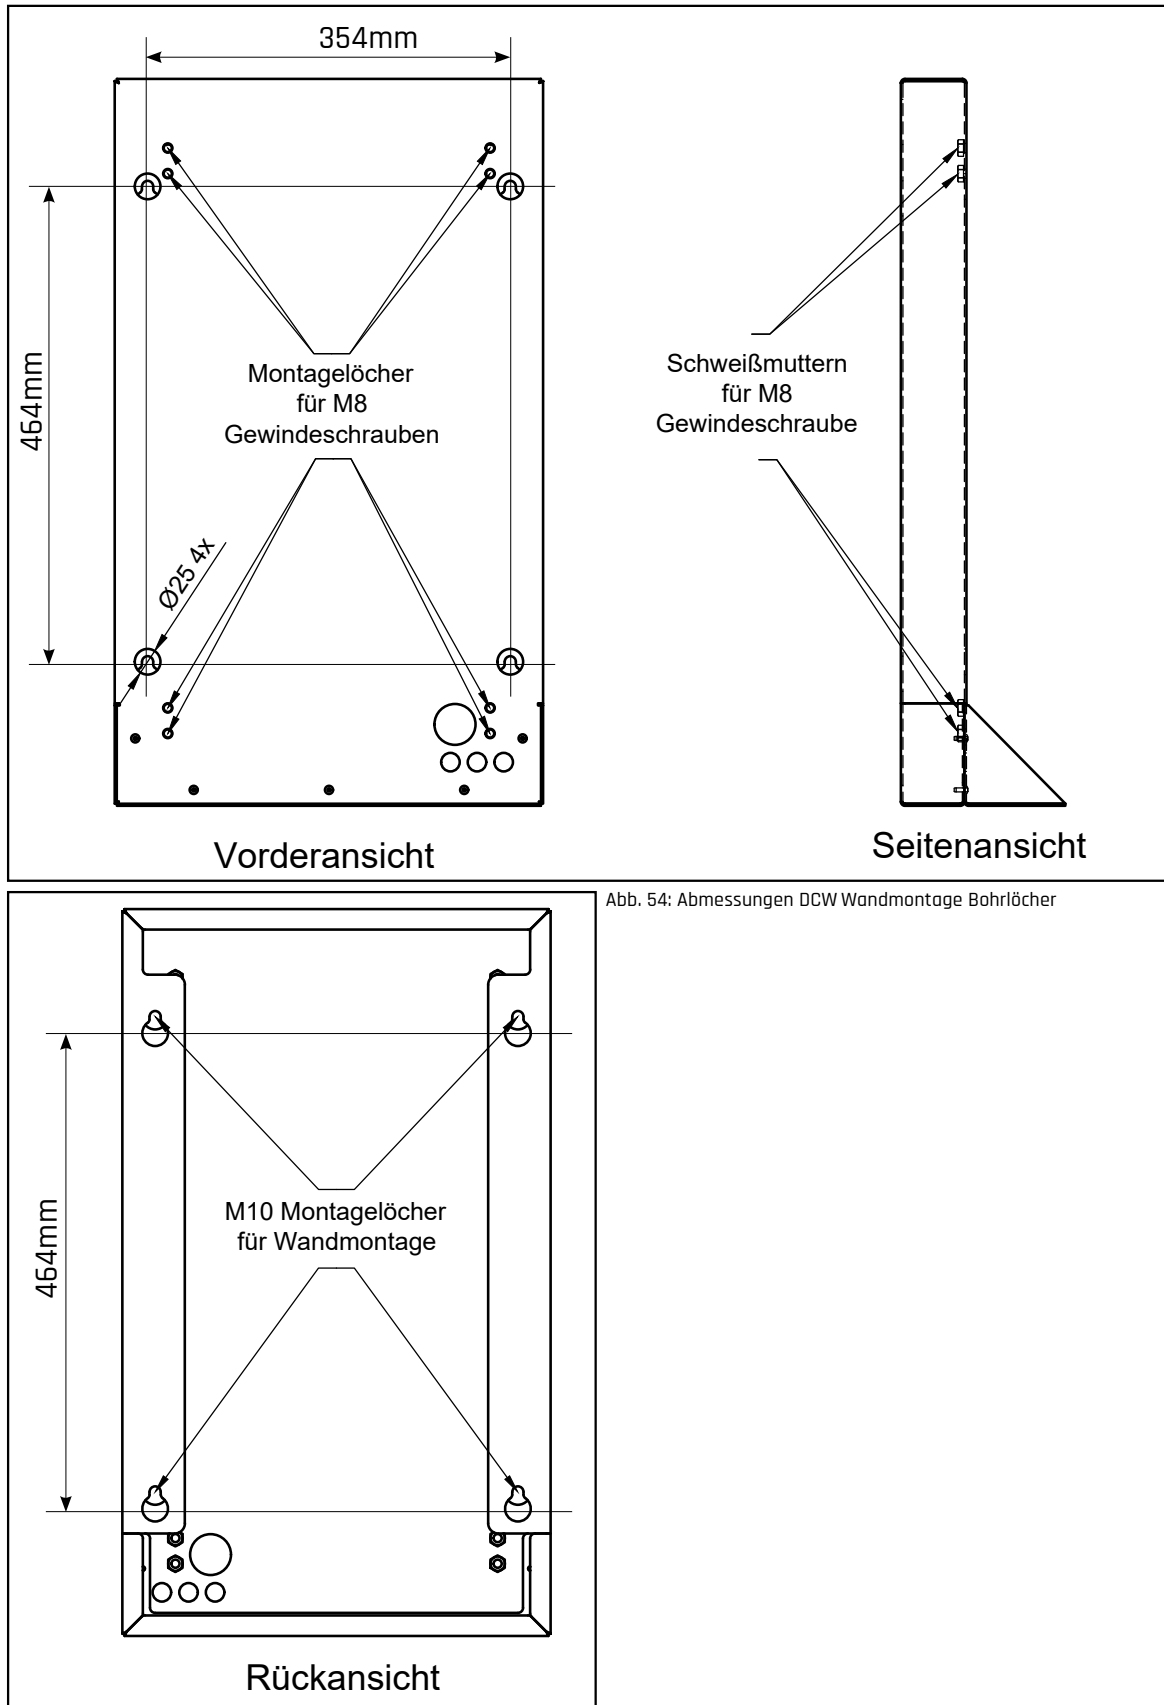 354mm
464mm
Montagelöcher
für M8
Gewindeschrauben
Ø25 4x
Vorderansicht
Schweißmuttern
für M8
Gewindeschraube
Seitenansicht
Abb. 54: Abmessungen DCW Wandmontage Bohrlöcher
464mm
M10 Montagelöcher
für Wandmontage
Rückansicht